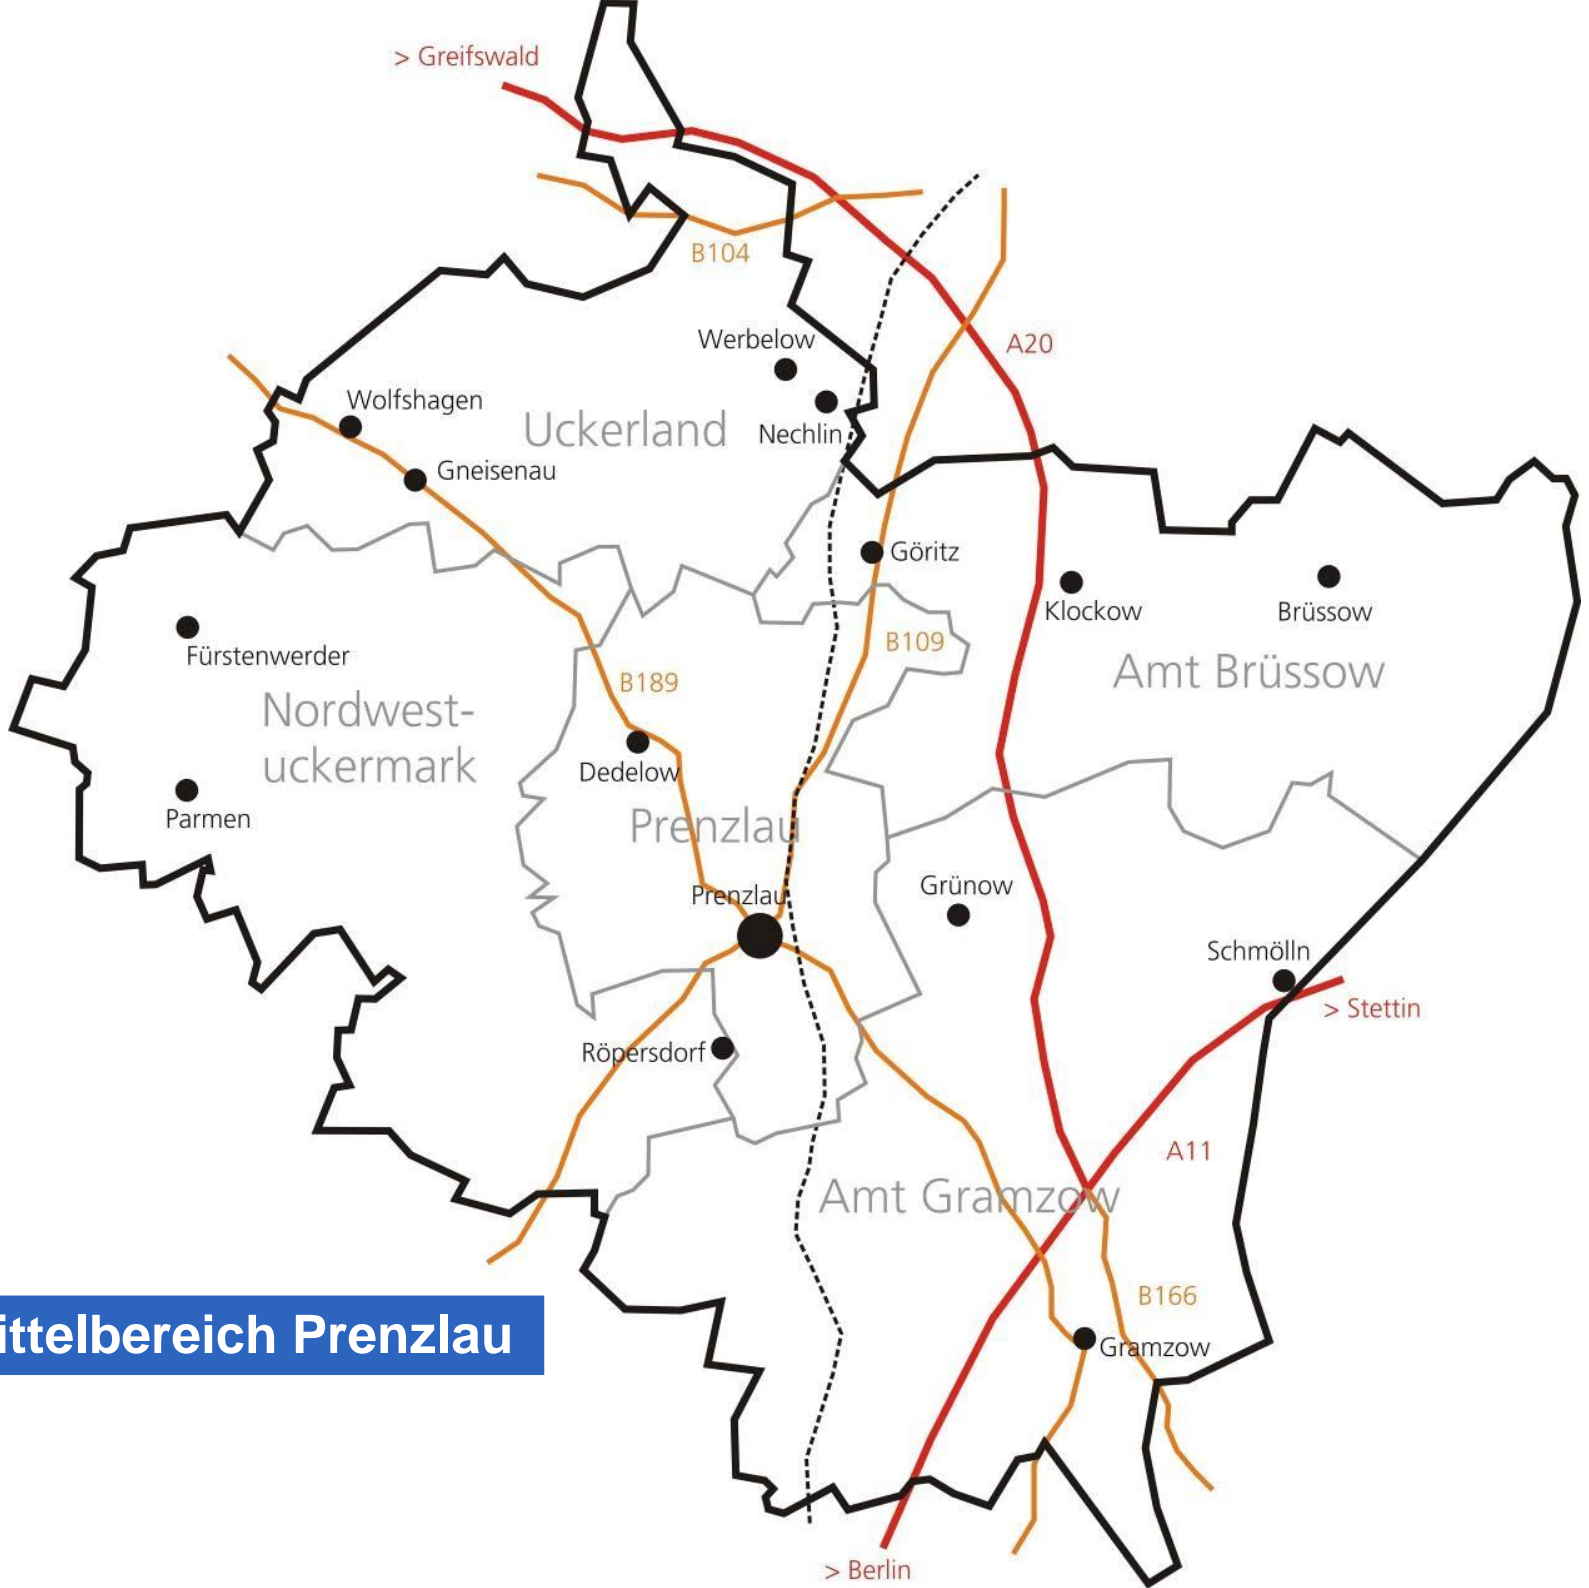 > Greifswald
B104
A20
Werbelow
Wolfshagen
Uckerland
Nechlin
Gneisenau
Göritz
Klockow
Brüssow
B109
Fürstenwerder
Amt Brüssow
B189
Nordwest-
uckermark
Dedelow
Parmen
Prenzlau
Prenzlau
Grünow
Schmölln
> Stettin
Röpersdorf
A11
Amt Gramzow
B166
ittelbereich Prenzlau
Gramzow
> Berlin